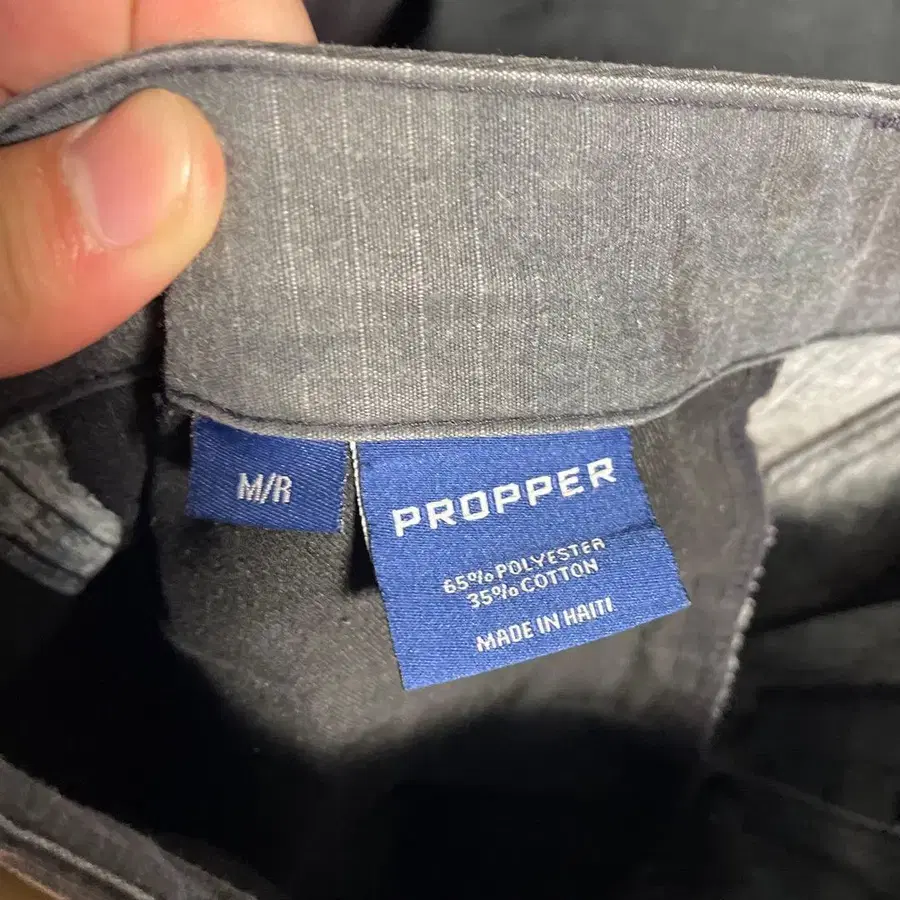 M/R
PROPPER
65% POLYESTER
35% COTTON
MADE IN HAITI